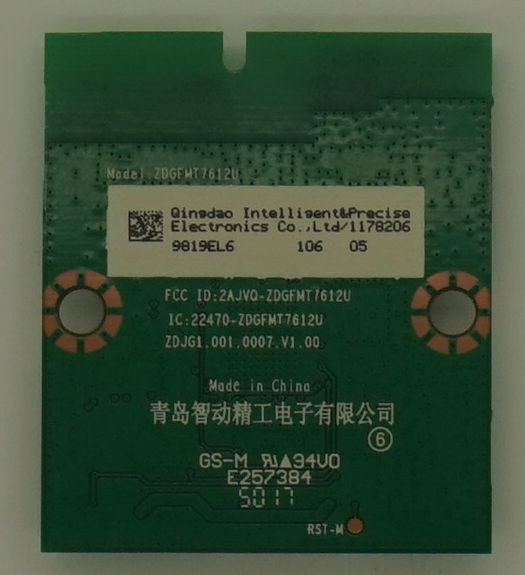 Model:ZDGFMT7612U
Qingdao Intelligent&Precise
Electronics Co.,Ltd/1178206
9819EL6 106 05
FCC ID:2AJVQ-ZDGFMT7612U
IC:22470-ZDGFMT7612U
ZDJG1.001.0007.V1.00
Made in China
青岛智动精工电子有限公司
⑥
GS-M 94V0
E257384
5017
RST-M